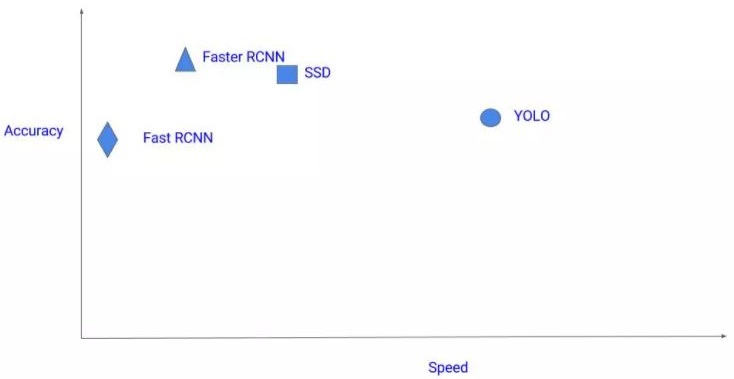 Faster RCNN
SSD
YOLO
Accuracy
Fast RCNN
Speed